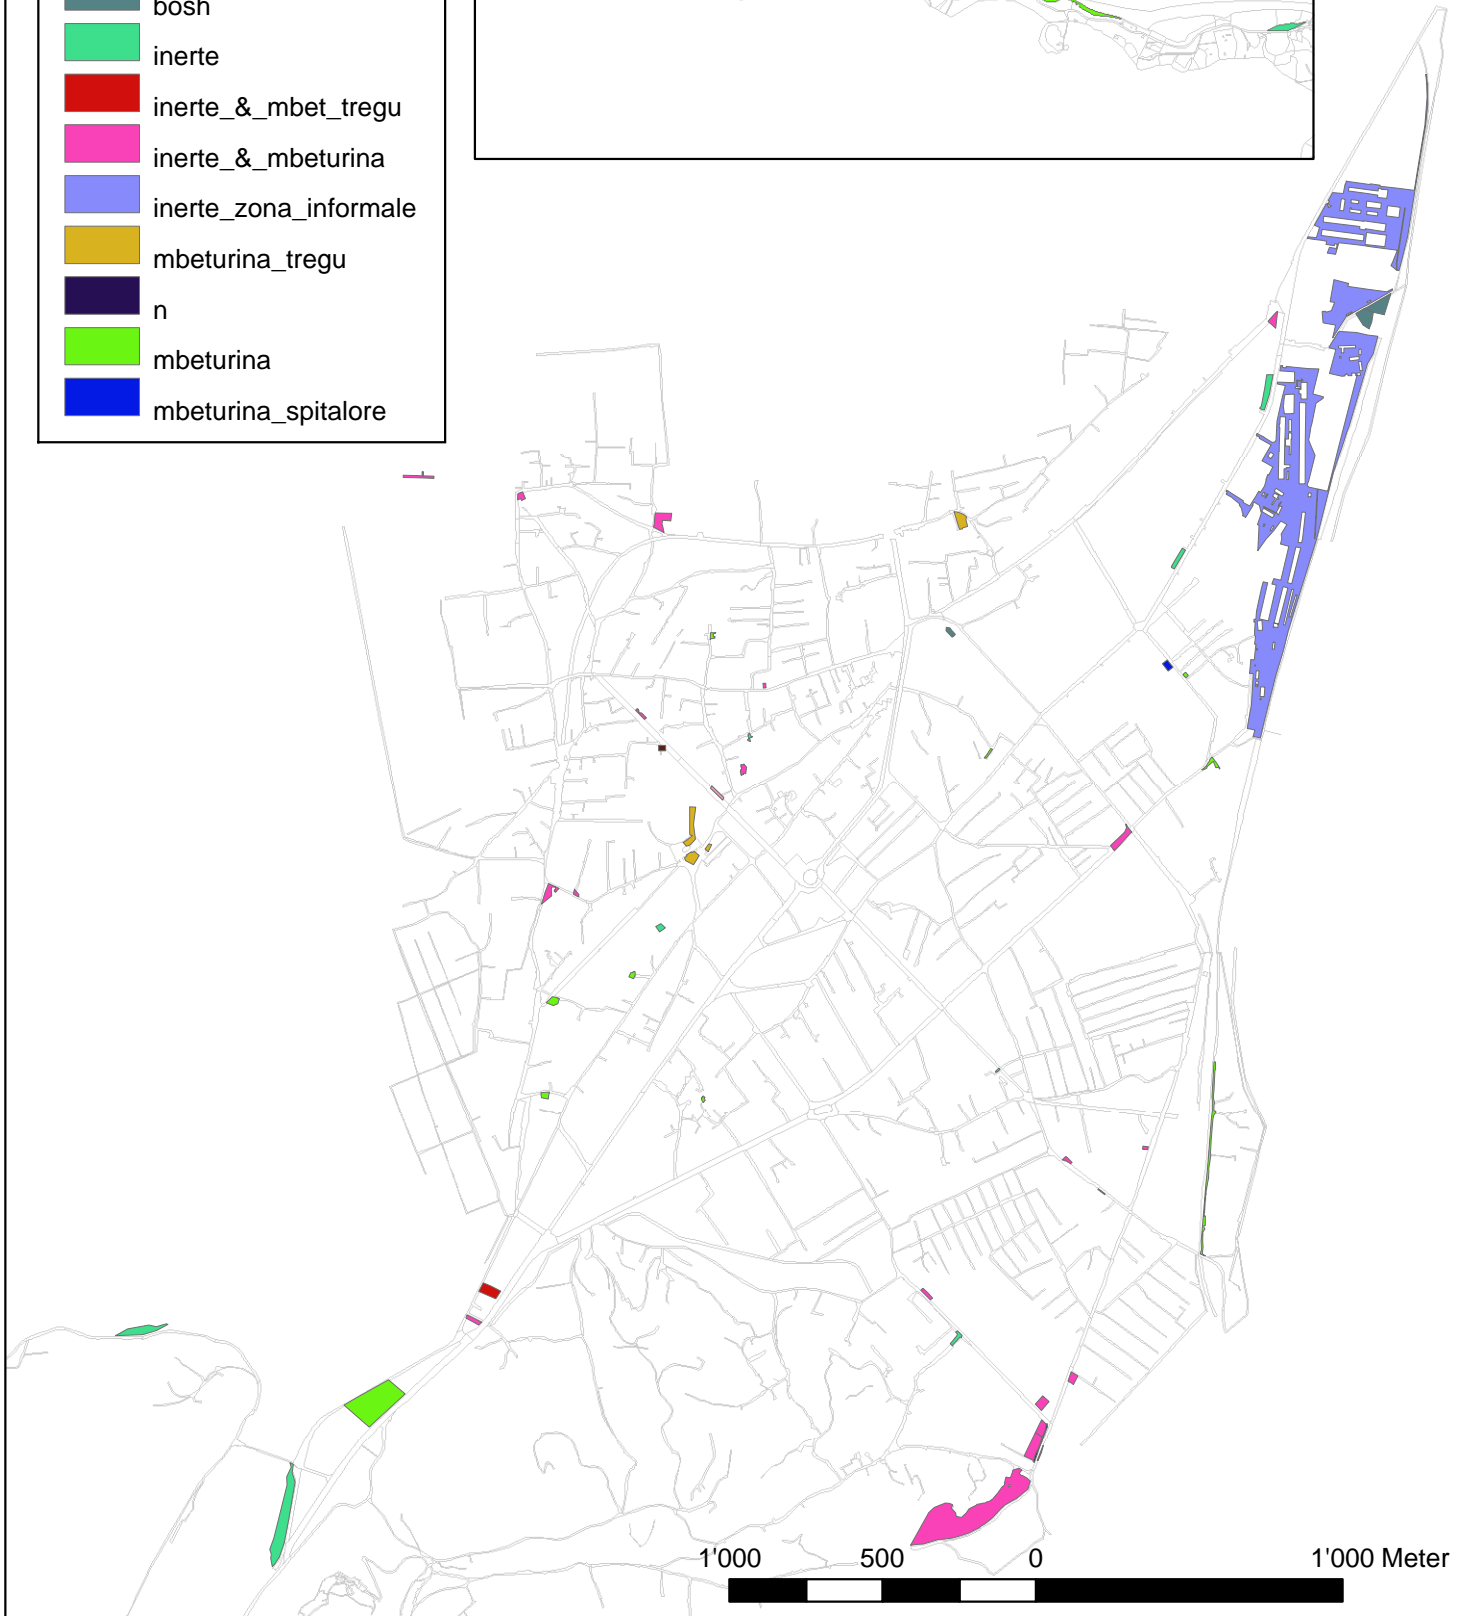 bosh
inerte
inerte_&_mbet_tregu
inerte_&_mbeturina
inerte_zona_informale
mbeturina_tregu
n
mbeturina
mbeturina_spitalore
1'000 500 0 1'000 Meter